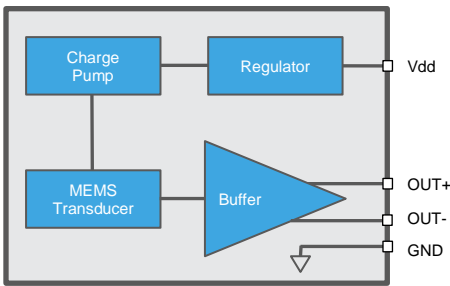 Charge
Pump
Regulator
Vdd
MEMS
Transducer
Buffer
OUT+
OUT-
GND